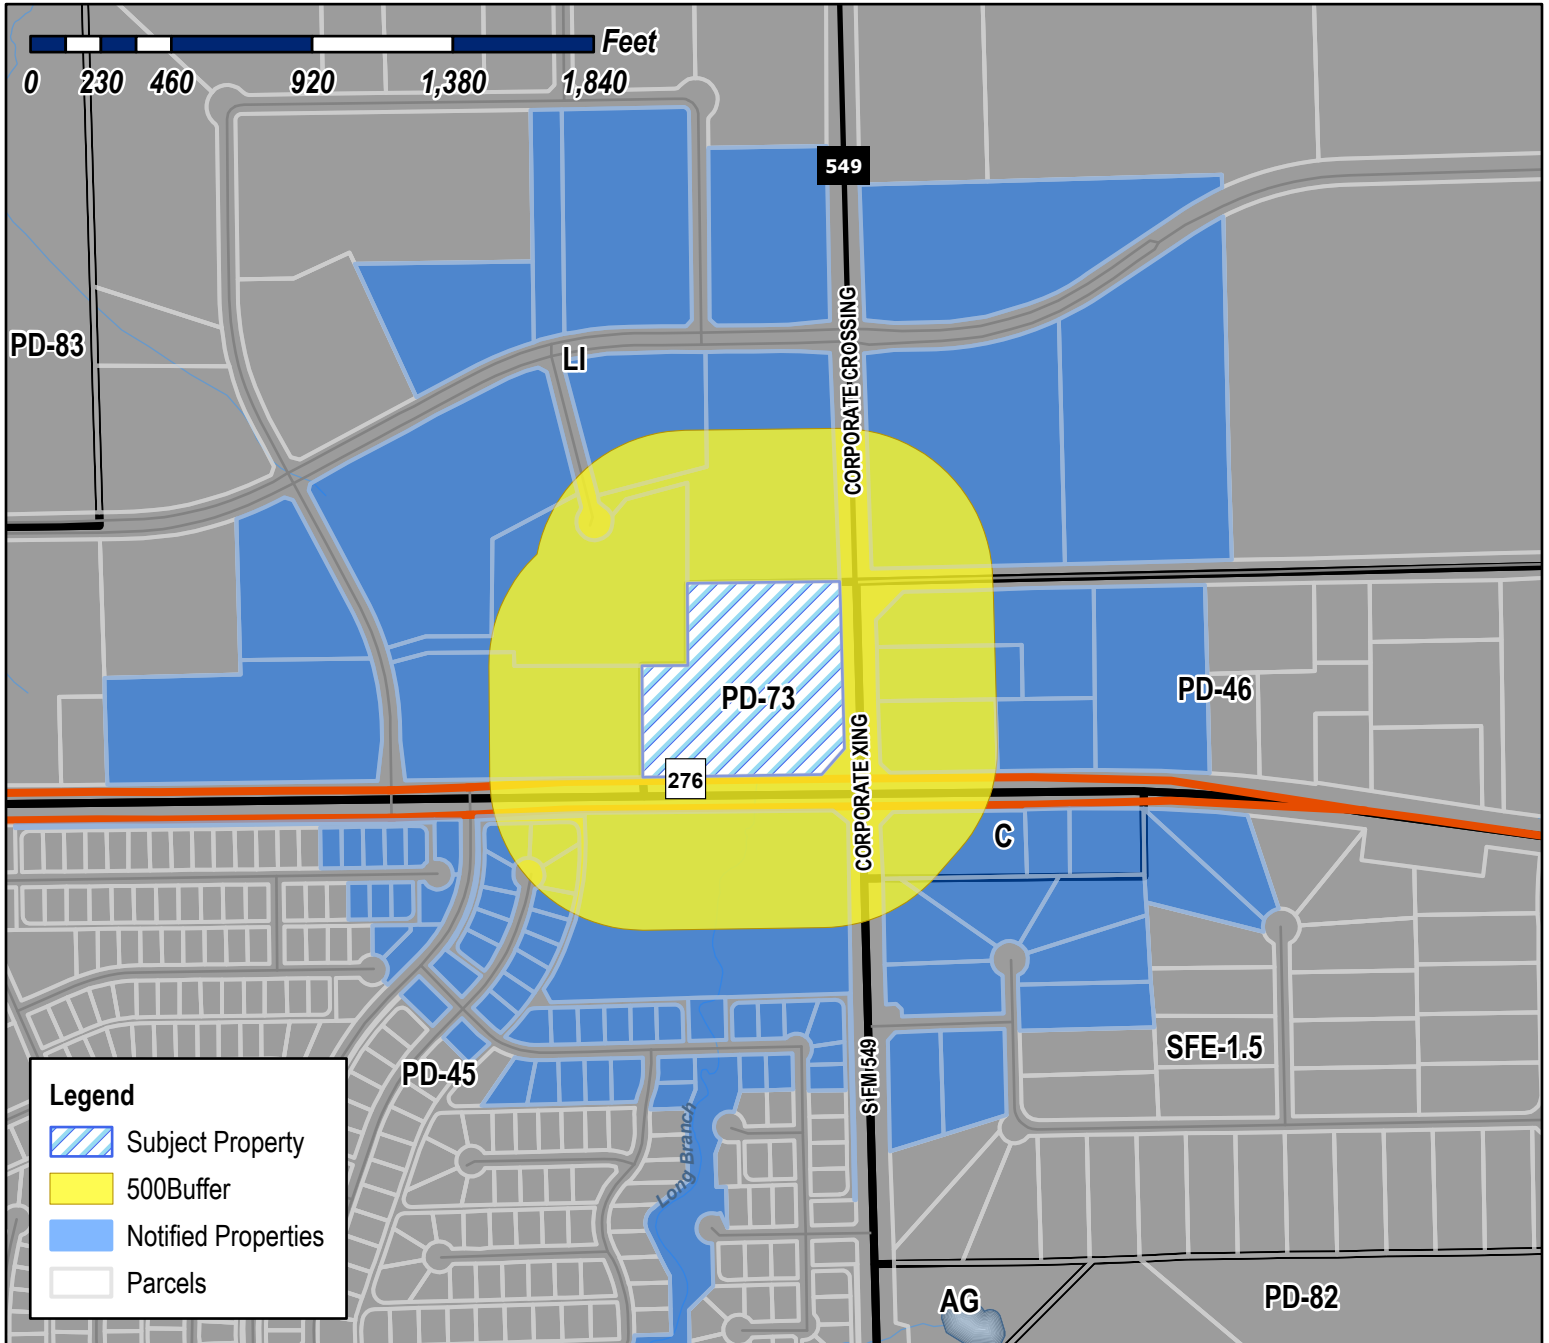 Feet
0 230 460 920 1,380 1,840
549
CORPORATE CROSSING
PD-83
LI
PD-73
PD-46
276
CORPORATE XING
C
S FM 549
SFE-1.5
PD-45
Long Branch
Legend
Subject Property
500Buffer
Notified Properties
Parcels
AG
PD-82